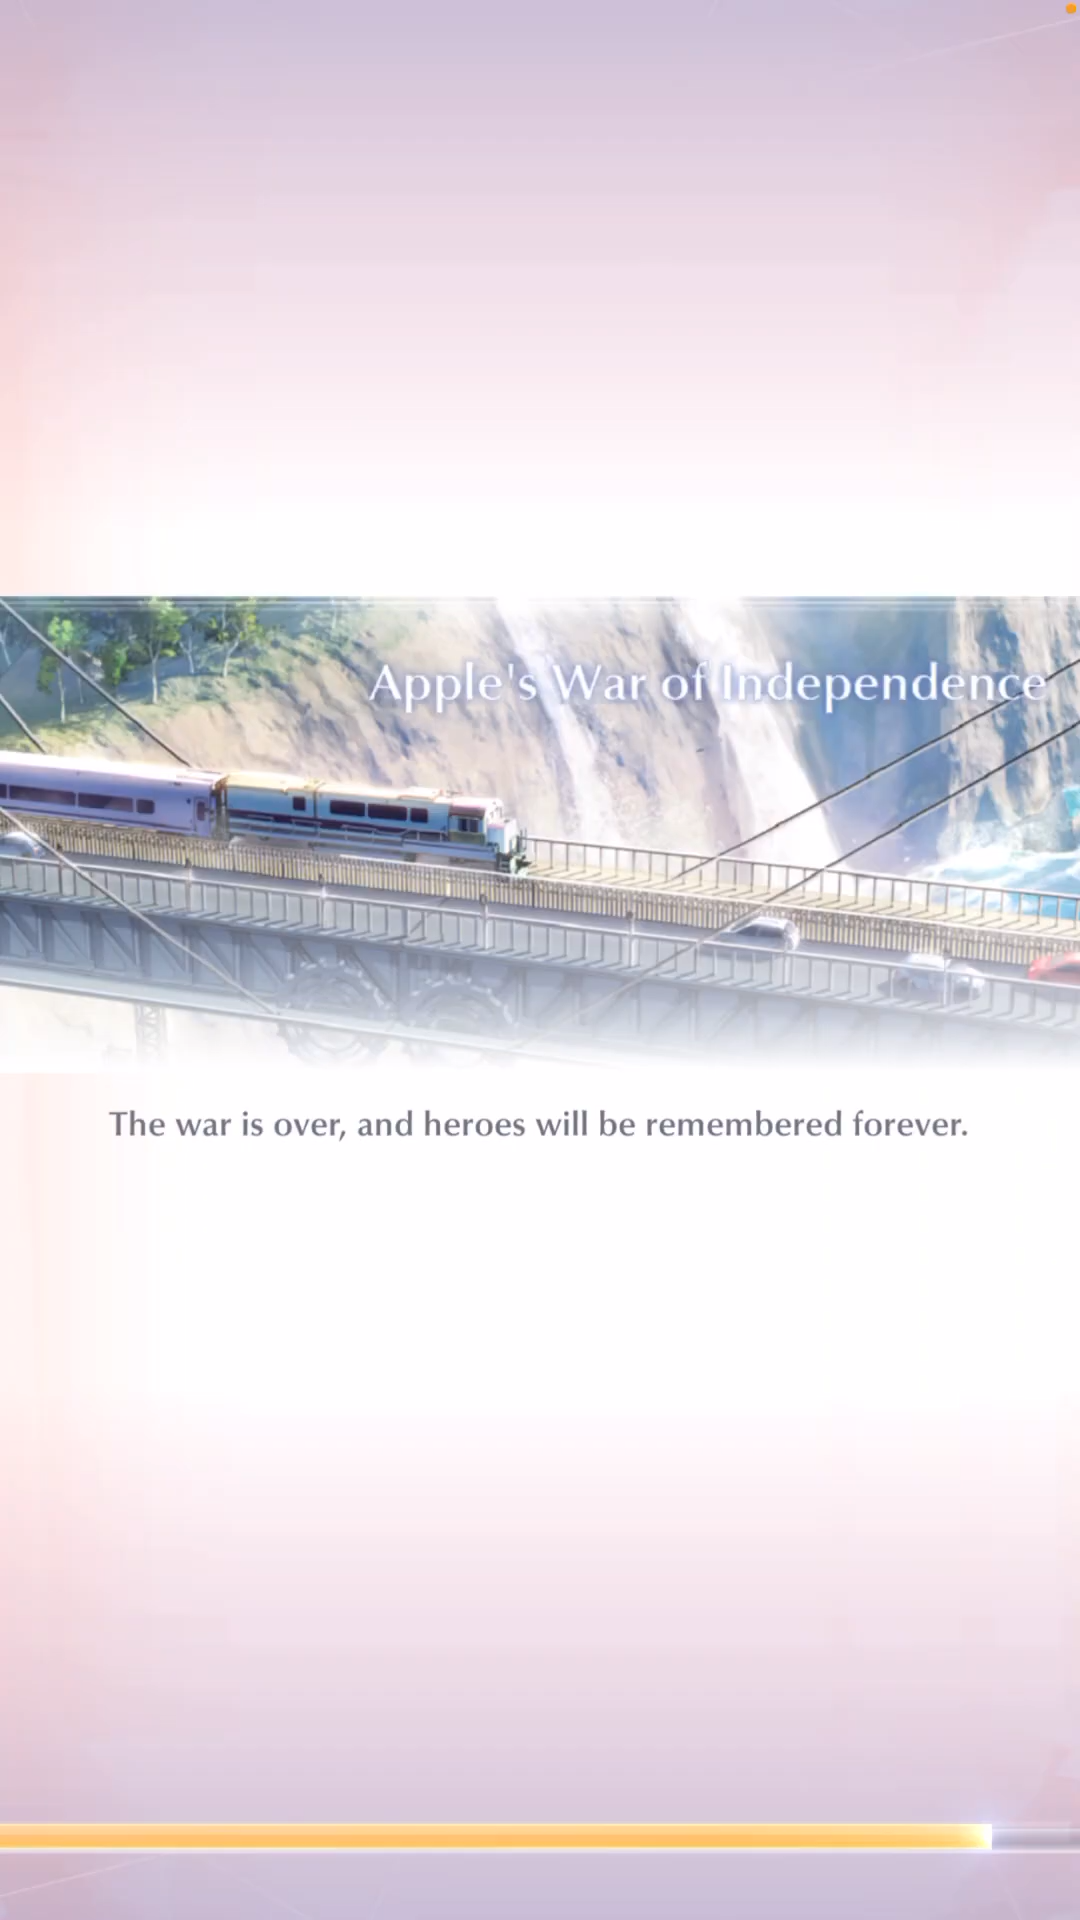 Apple's War of Independence
The war is over, and heroes will be remembered forever.